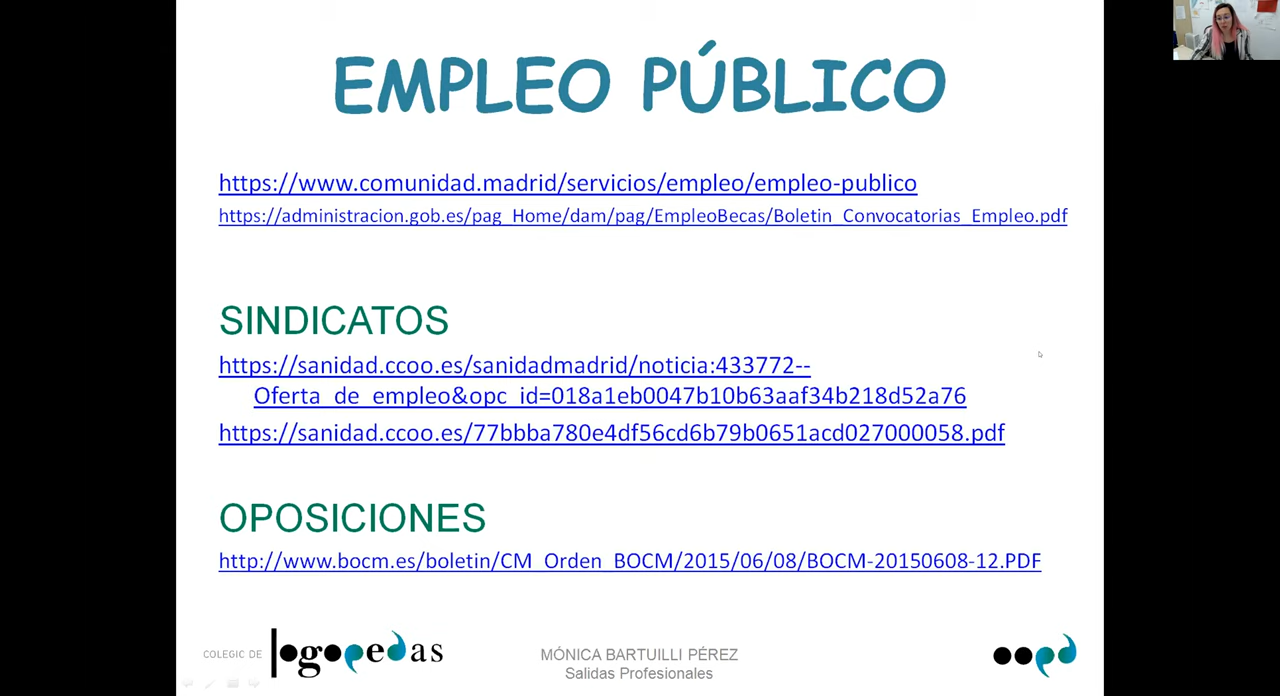 EMPLEO PÚBLICO
https://www.comunidad.madrid/servicios/empleo/empleo-publico
https://administracion.gob.es/pag_Home/dam/pag/EmpleoBecas/Boletin_Convocatorias_Empleo.pdf
SINDICATOS
https://sanidad.ccoo.es/sanidadmadrid/noticia:433772--
Oferta_de_empleo&opc_id=018a1eb0047b10b63aaf34b218d52a76
https://sanidad.ccoo.es/77bbba780e4df56cd6b79b0651acd027000058.pdf
OPOSICIONES
http://www.bocm.es/boletin/CM_Orden_BOCM/2015/06/08/BOCM-20150608-12.PDF
COLEGIC DE logopedas
MÓNICA BARTUILLI PÉREZ
Salidas Profesionales